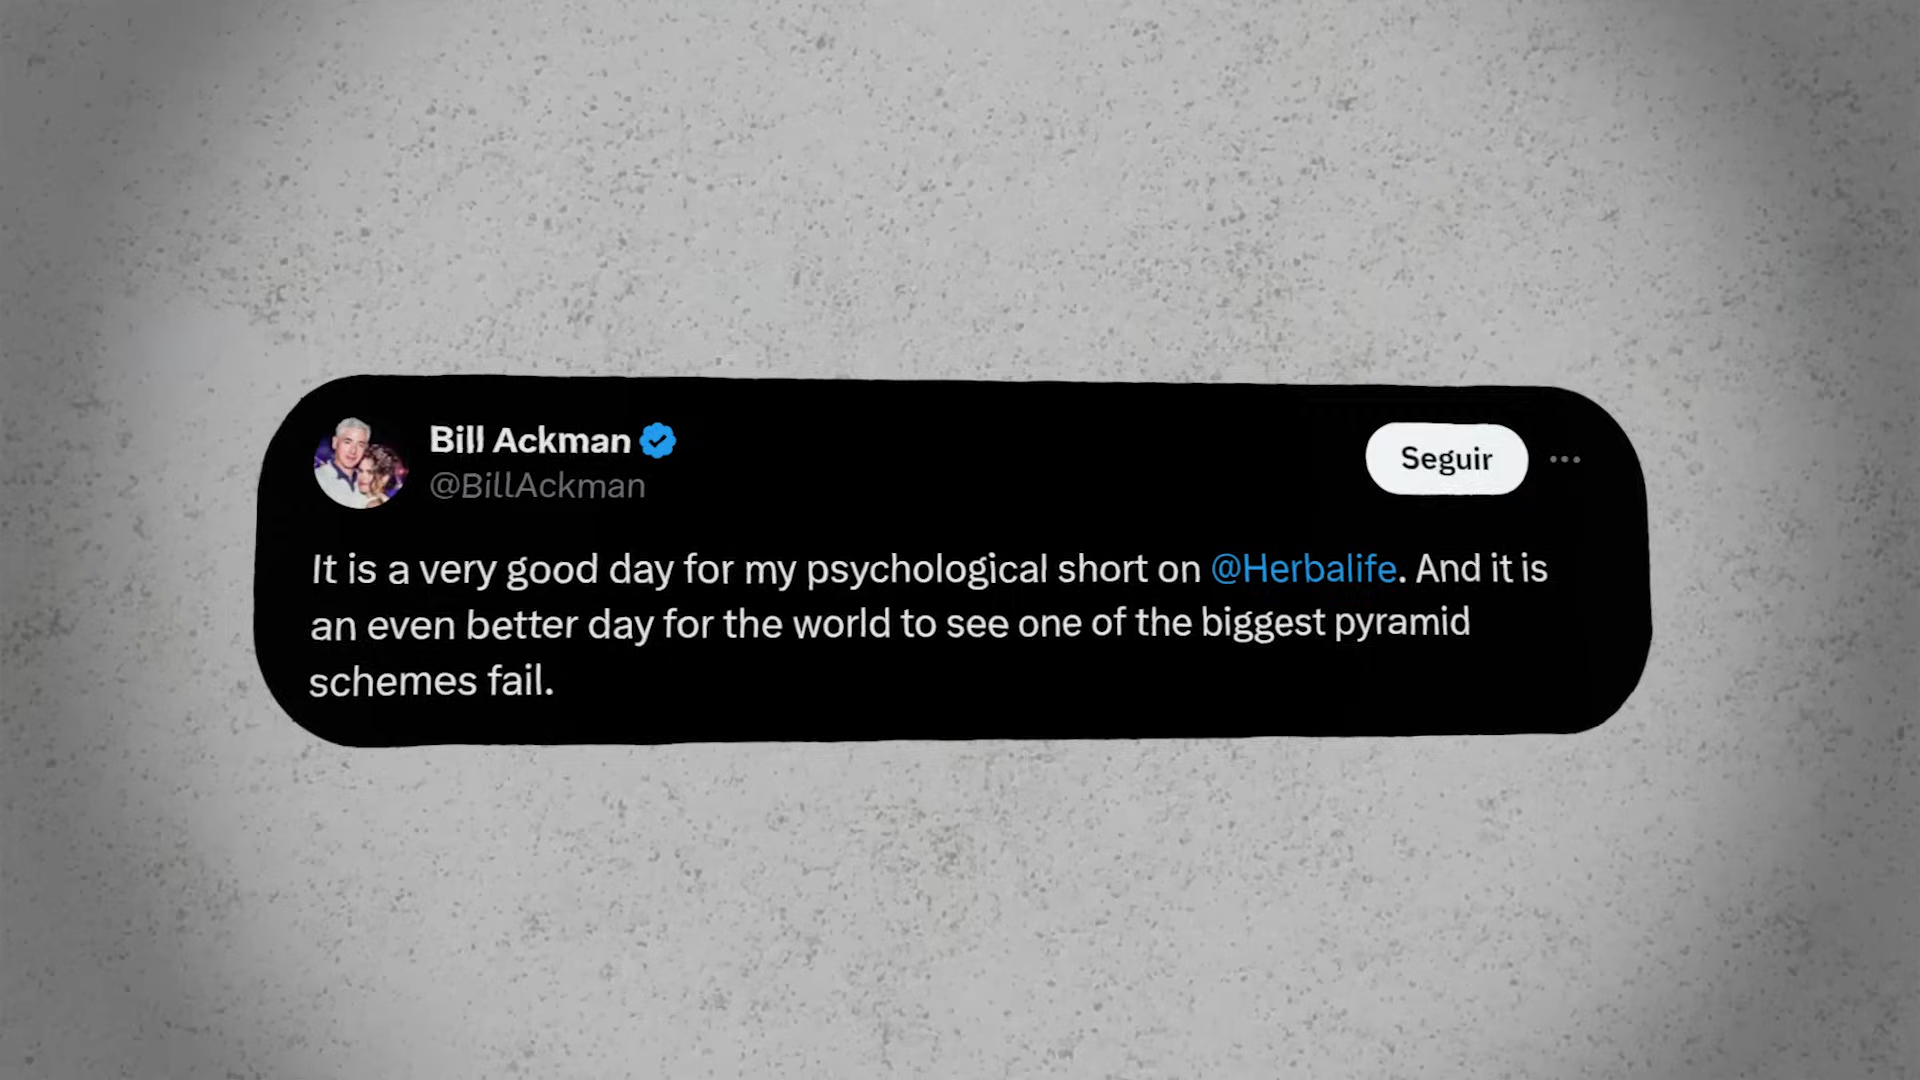 Bill Ackman
@BillAckman
Seguir
It is a very good day for my psychological short on @Herbalife. And it is
an even better day for the world to see one of the biggest pyramid
schemes fail.